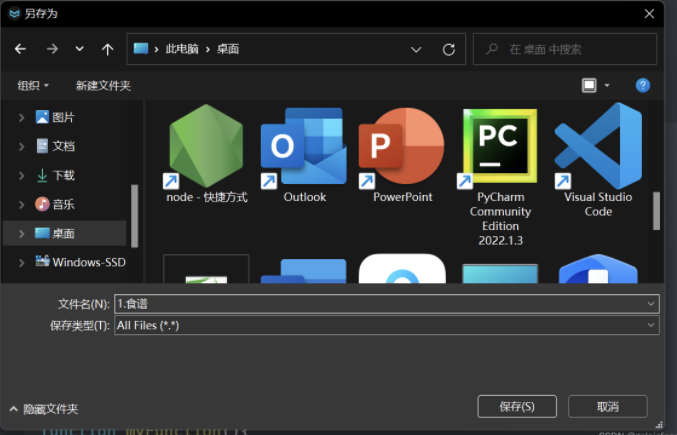 另存为
此电脑 › 桌面
在 桌面 中搜索
组织
新建文件夹
图片
文档
下载
音乐
桌面
Windows-SSD
node - 快捷方式
Outlook
PowerPoint
PyCharm
Community
Edition
2022.1.3
Visual Studio
Code
O
P
PC
文件名(N):
1.食谱
保存类型(T):
All Files (*.*)
隐藏文件夹
保存(S)
取消
function myFunction(){